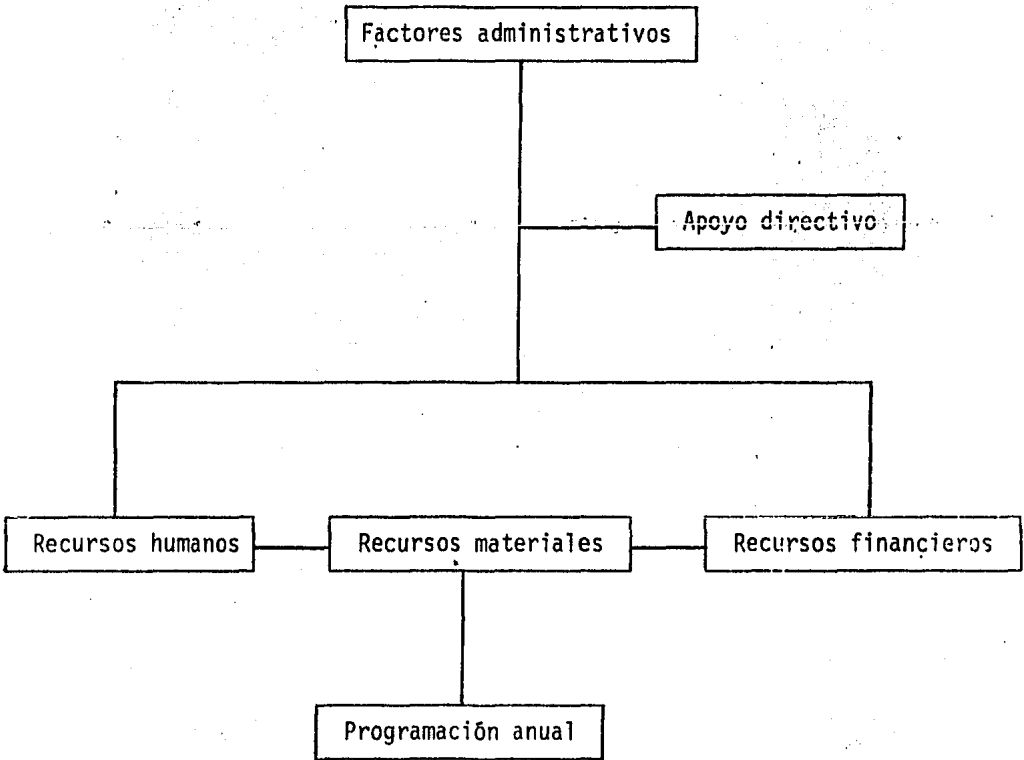 Factores administrativos
Apoyo directivo
Recursos humanos
Recursos materiales
Recursos financieros
Programación anual